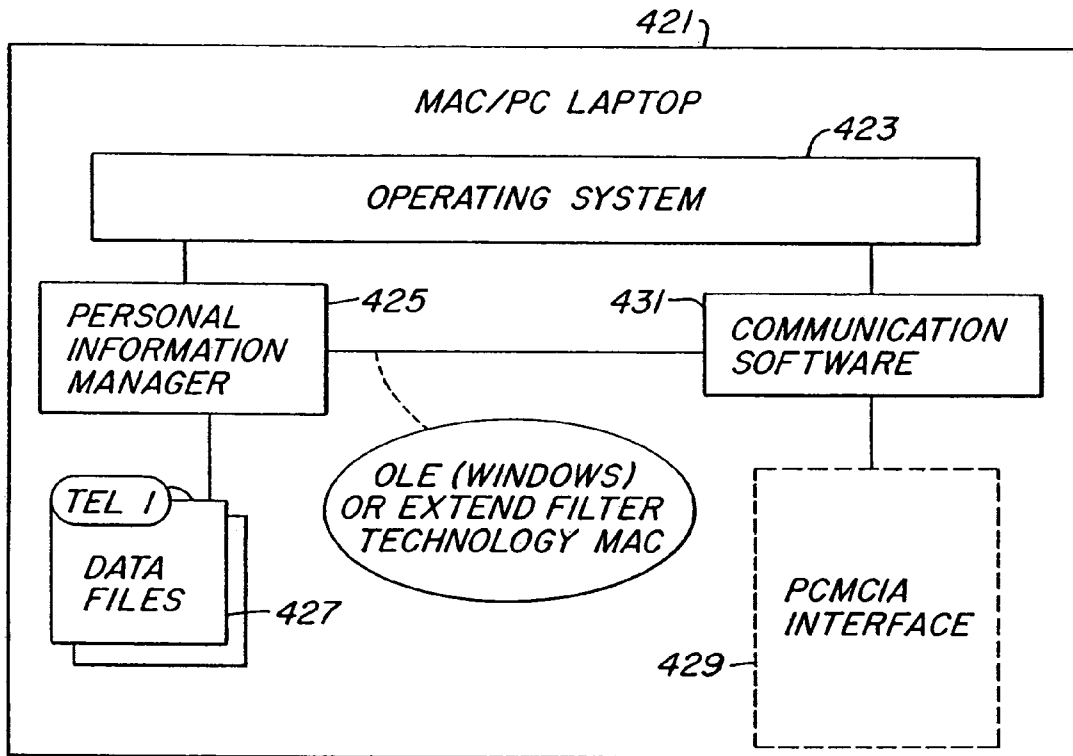 421
MAC/PC LAPTOP
423
OPERATING SYSTEM
425
PERSONAL
INFORMATION
MANAGER
431
COMMUNICATION
SOFTWARE
OLE (WINDOWS)
OR EXTEND FILTER
TECHNOLOGY MAC
TEL 1
DATA
FILES
427
PCMCIA
INTERFACE
429